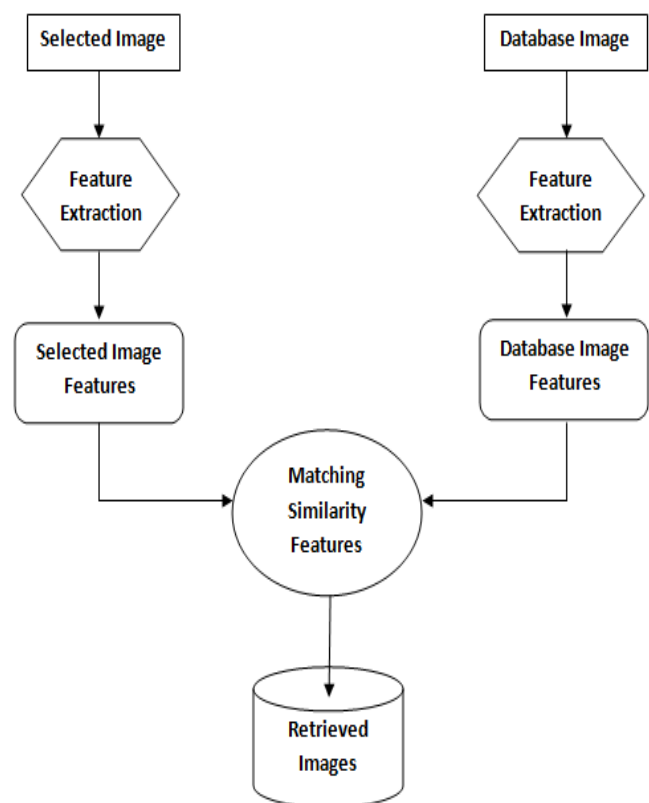 Selected Image
Database Image
Feature
Extraction
Feature
Extraction
Selected Image
Features
Database Image
Features
Matching
Similarity
Features
Retrieved
Images